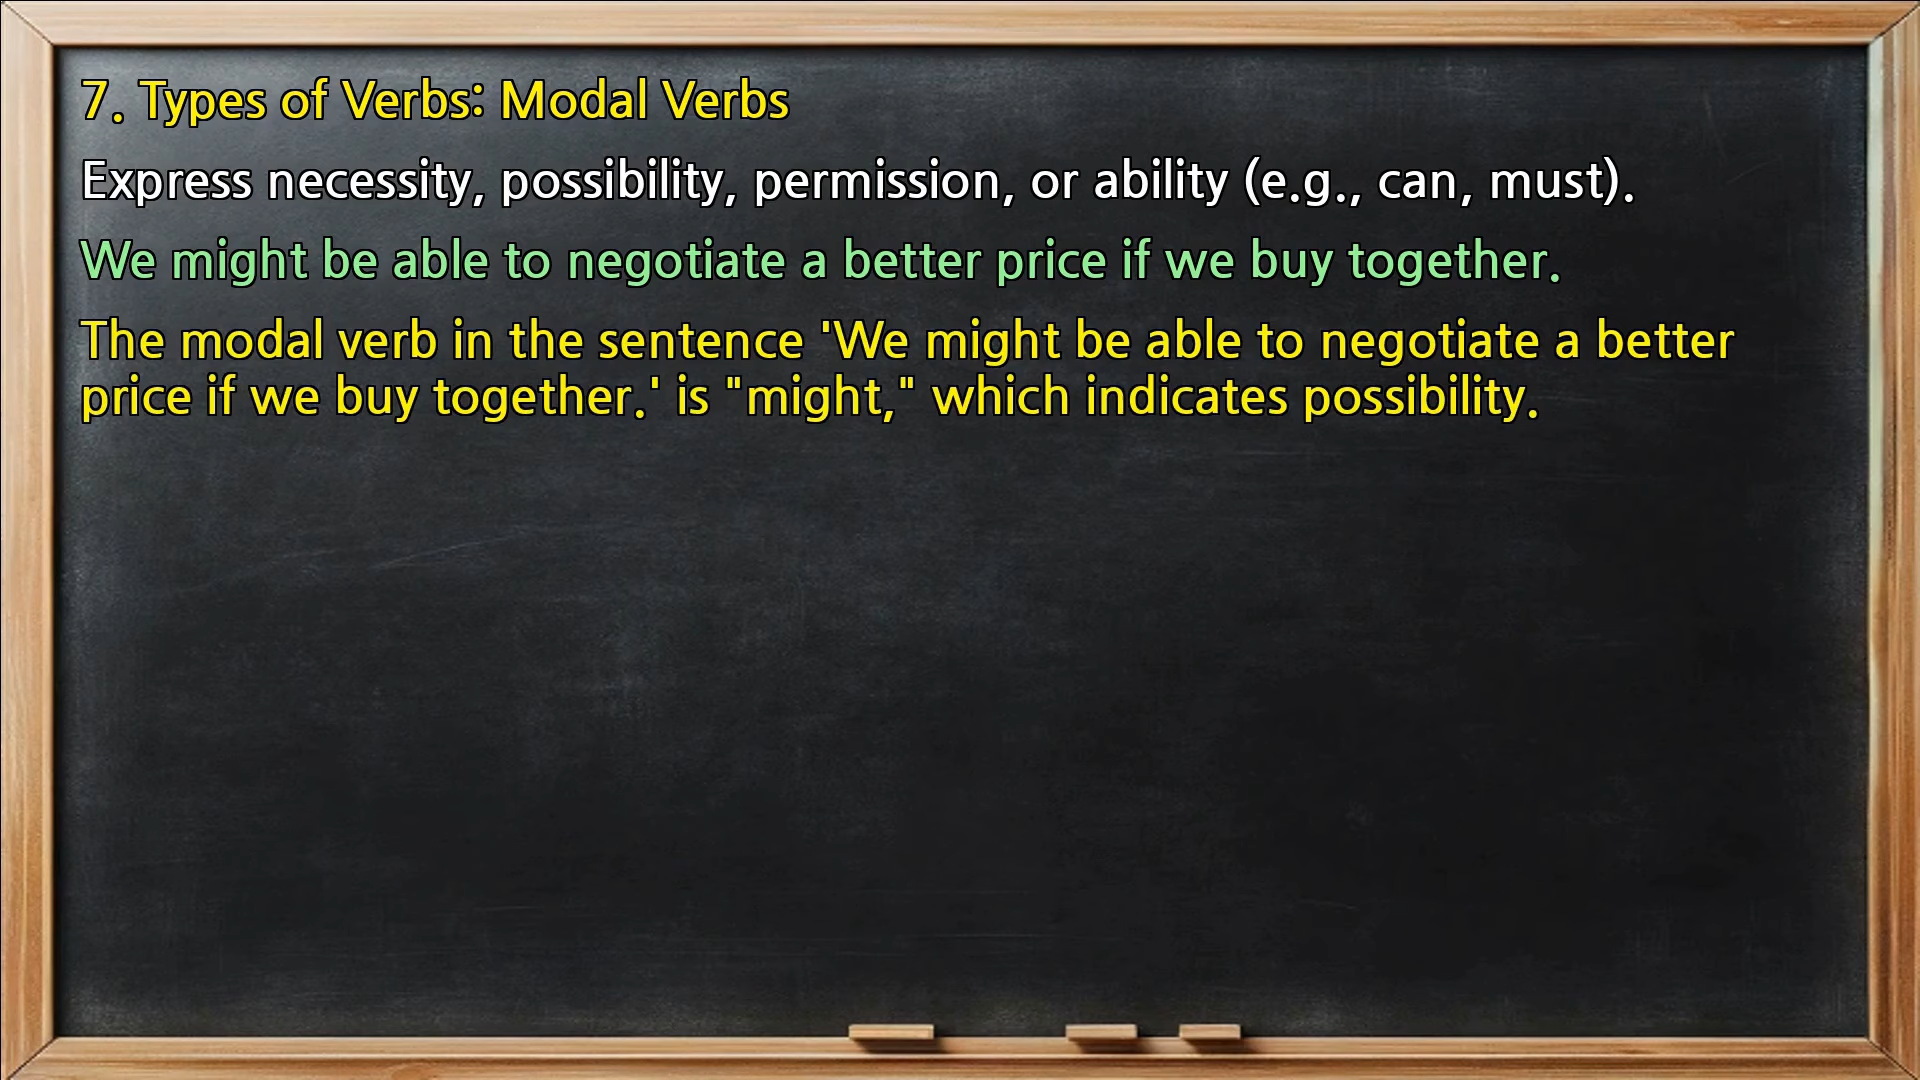 7. Types of Verbs: Modal Verbs
Express necessity, possibility, permission, or ability (e.g., can, must).
We might be able to negotiate a better price if we buy together.
The modal verb in the sentence 'We might be able to negotiate a better
price if we buy together.' is "might," which indicates possibility.